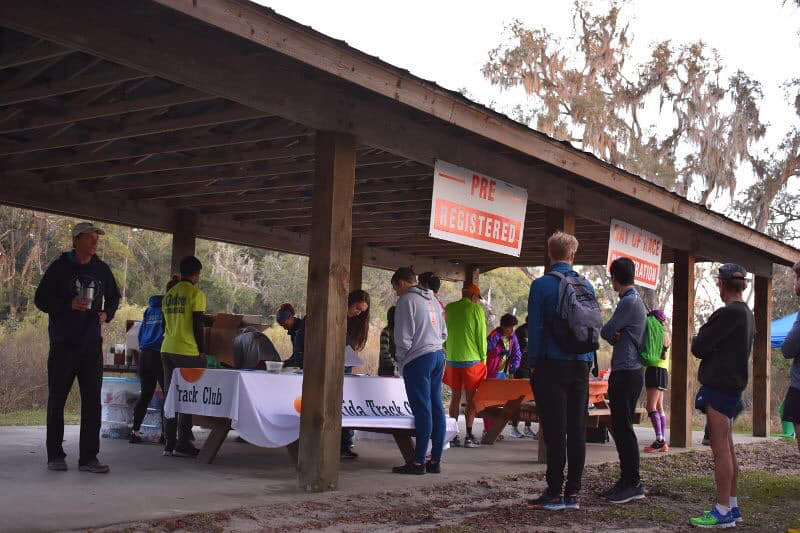 PRE
REGISTERED
DAY OF RACE
Track Club
ida Track C